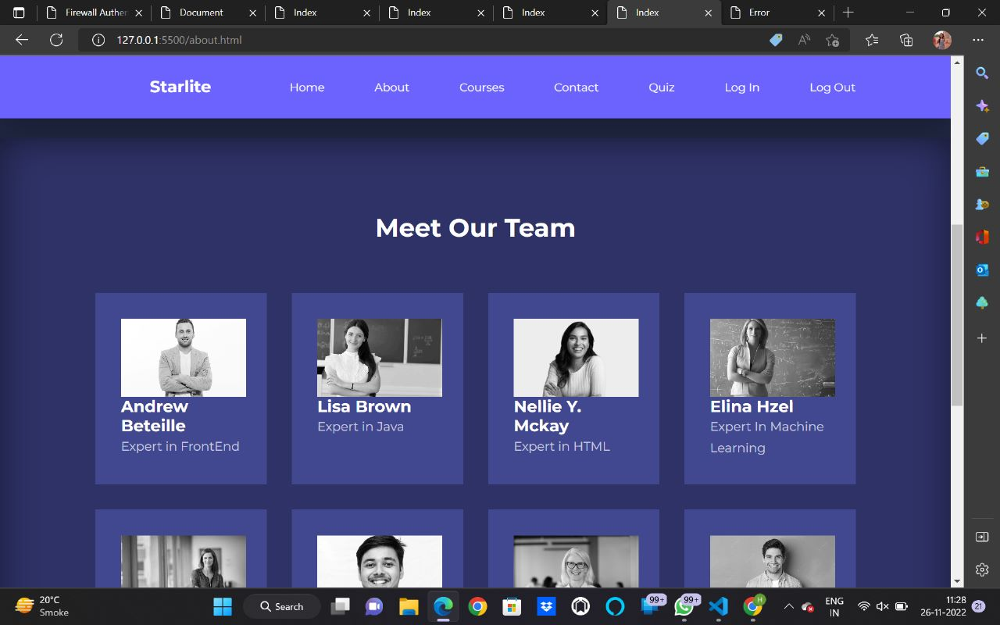 Firewall Authen
Document
Index
Index
Index
Index
Error
127.0.0.1:5500/about.html
Starlite
Home
About
Courses
Contact
Quiz
Log In
Log Out
Meet Our Team
Andrew
Beteille
Expert in FrontEnd
Lisa Brown
Expert in Java
Nellie Y.
Mckay
Expert in HTML
Elina Hzel
Expert In Machine
Learning
20°C
Smoke
Search
99+
99+
H
ENG
IN
11:28
26-11-2022
21